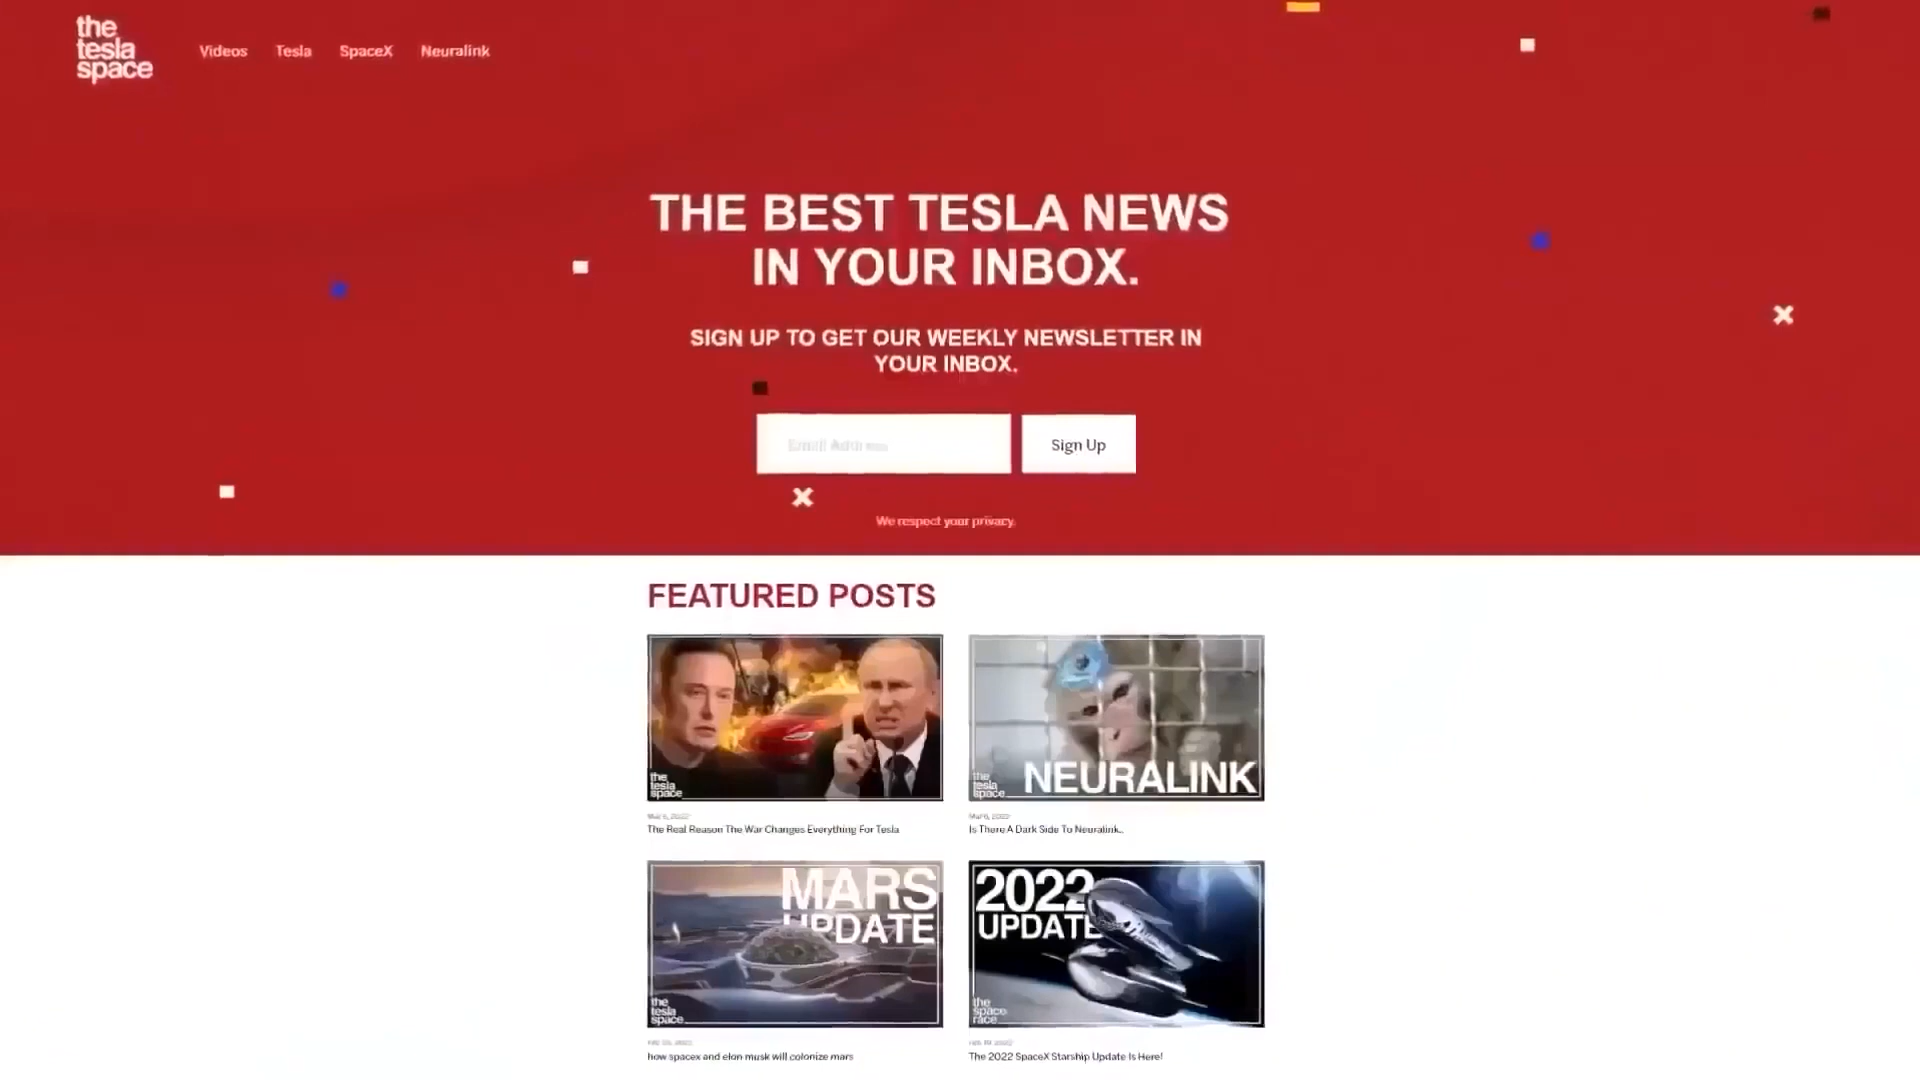 the
tesla
space
Videos
Tesla
SpaceX
Neuralink
THE BEST TESLA NEWS
IN YOUR INBOX.
SIGN UP TO GET OUR WEEKLY NEWSLETTER IN
YOUR INBOX.
Email Address
Sign Up
We respect your privacy.
FEATURED POSTS
the
tesla
space
the
tesla
space
NEURALINK
The Real Reason The War Changes Everything For Tesla
Is There A Dark Side To Neuralink..
MARS
UPDATE
the
tesla
space
2022
UPDATE
the
space
race
how spacex and elon musk will colonize mars
The 2022 SpaceX Starship Update Is Here!